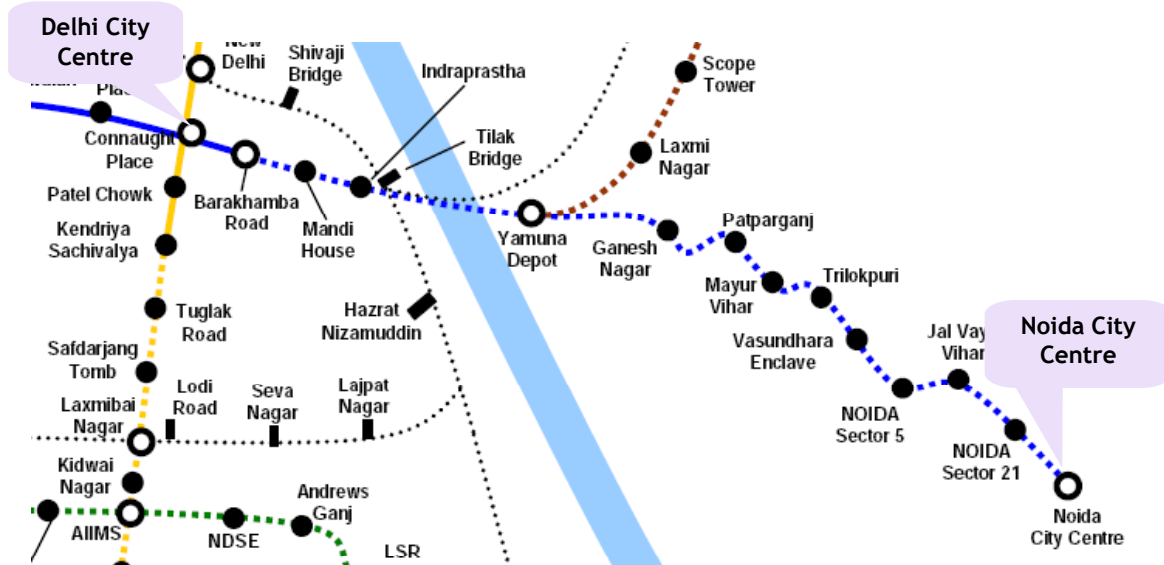 Delhi City
Centre
New
Delhi
Shivaji
Bridge
Indraprastha
Scope
Tower
Connaught
Place
Tilak
Bridge
Laxmi
Nagar
Patel Chowk
Barakhamba
Road
Mandi
House
Yamuna
Depot
Ganesh
Nagar
Patparganj
Kendriya
Sachivalya
Mayur
Vihar
Trilokpuri
Tuglak
Road
Hazrat
Nizamuddin
Vasundhara
Enclave
Jal Vay
Vihar
Noida City
Centre
Safdarjang
Tomb
Laxmibai
Nagar
Lodi
Road
Seva
Nagar
Lajpat
Nagar
NOIDA
Sector 5
NOIDA
Sector 21
Kidwai
Nagar
AIIMS
NDSE
Andrews
Ganj
LSR
Noida
City Centre